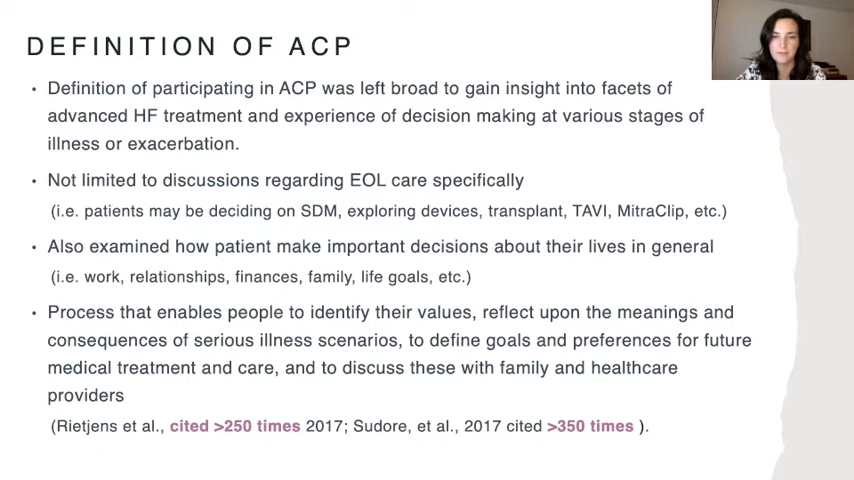 DEFINITION OF ACP
• Definition of participating in ACP was left broad to gain insight into facets of
advanced HF treatment and experience of decision making at various stages of
illness or exacerbation.
• Not limited to discussions regarding EOL care specifically
(i.e. patients may be deciding on SDM, exploring devices, transplant, TAVI, MitraClip, etc.)
• Also examined how patient make important decisions about their lives in general
(i.e. work, relationships, finances, family, life goals, etc.)
• Process that enables people to identify their values, reflect upon the meanings and
consequences of serious illness scenarios, to define goals and preferences for future
medical treatment and care, and to discuss these with family and healthcare
providers
(Rietjens et al., cited >250 times 2017; Sudore, et al., 2017 cited >350 times ).